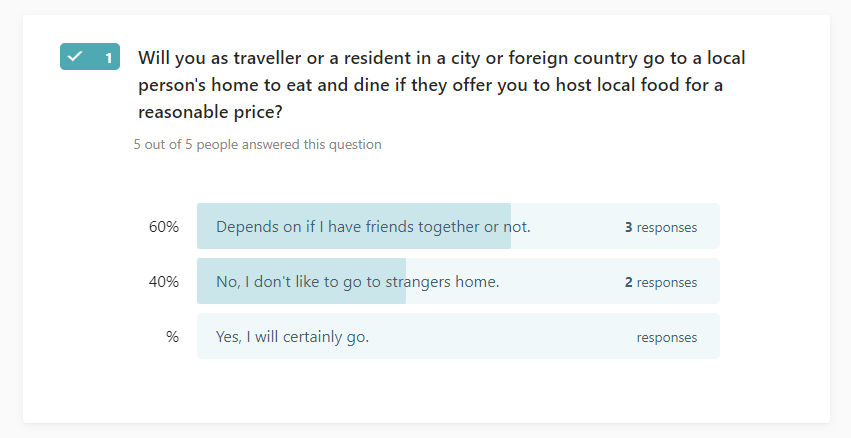 1
Will you as traveller or a resident in a city or foreign country go to a local
person's home to eat and dine if they offer you to host local food for a
reasonable price?
5 out of 5 people answered this question
60% Depends on if I have friends together or not. 3 responses
40% No, I don't like to go to strangers home. 2 responses
% Yes, I will certainly go. responses